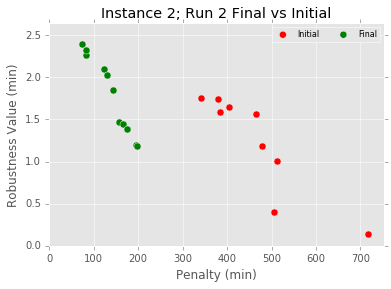 Instance 2; Run 2 Final vs Initial
Initial Final
Robustness Value (min)
2.5
2.0
1.5
1.0
0.5
0.0
0 100 200 300 400 500 600 700
Penalty (min)